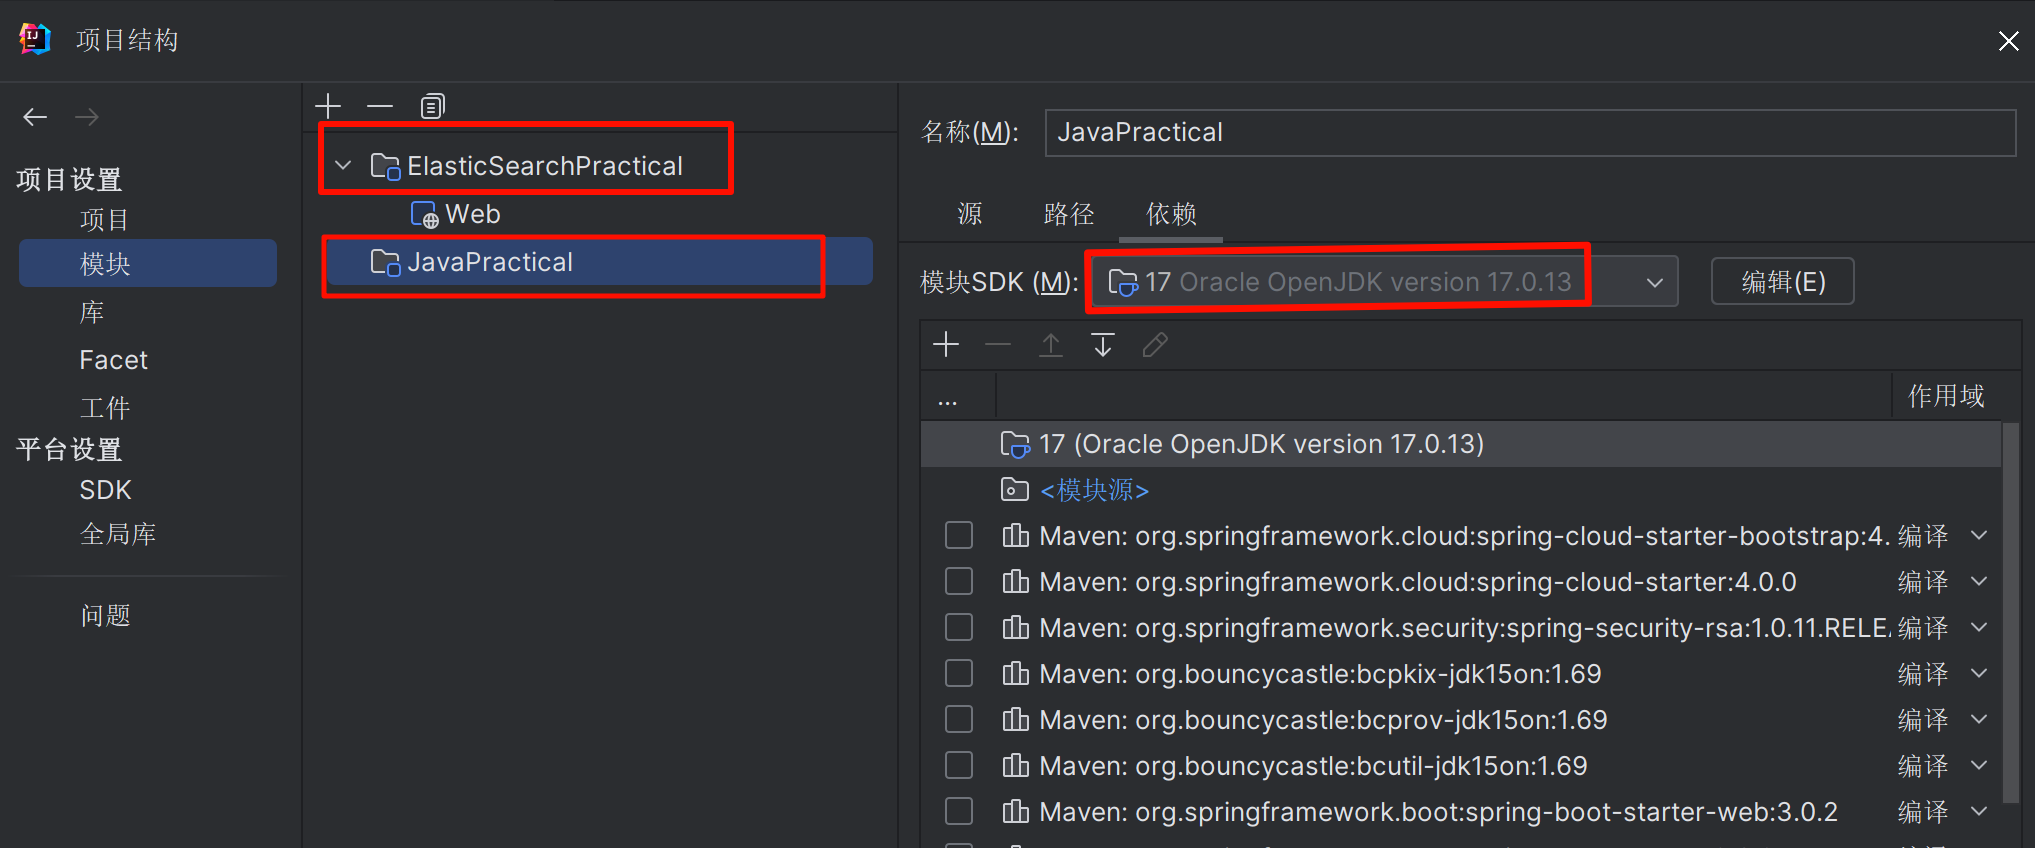 项目结构
项目设置
项目
模块
库
Facet
工件
平台设置
SDK
全局库
问题
ElasticSearchPractical
Web
JavaPractical
名称(M): JavaPractical
源 路径 依赖
模块SDK (M): 17 Oracle OpenJDK version 17.0.13 编辑(E)
... 作用域
17 (Oracle OpenJDK version 17.0.13)
<模块源>
Maven: org.springframework.cloud:spring-cloud-starter-bootstrap:4. 编译
Maven: org.springframework.cloud:spring-cloud-starter:4.0.0 编译
Maven: org.springframework.security:spring-security-rsa:1.0.11.RELE 编译
Maven: org.bouncycastle:bcpkix-jdk15on:1.69 编译
Maven: org.bouncycastle:bcprov-jdk15on:1.69 编译
Maven: org.bouncycastle:bcutil-jdk15on:1.69 编译
Maven: org.springframework.boot:spring-boot-starter-web:3.0.2 编译